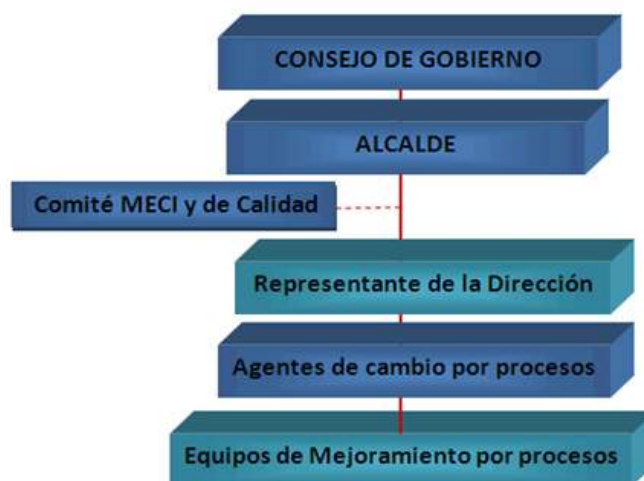 CONSEJO DE GOBIERNO
ALCALDE
Comité MECI y de Calidad
Representante de la Dirección
Agentes de cambio por procesos
Equipos de Mejoramiento por procesos